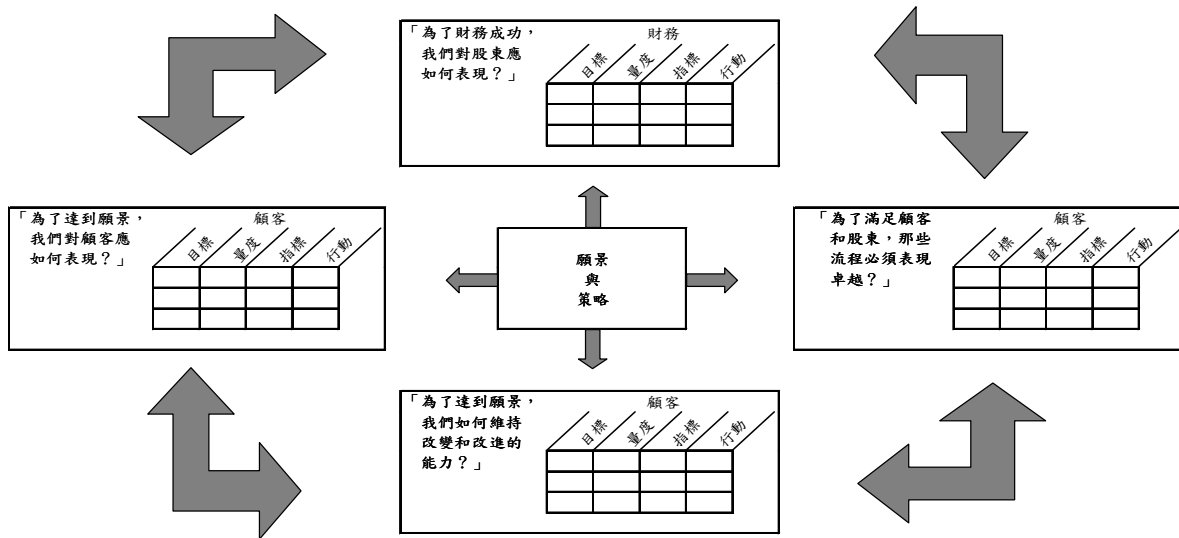 「為了財務成功，
我們對股東應
如何表現？」
財務
目標
量度
指標
行動
「為了達到願景，
我們對顧客應
如何表現？」
顧客
目標
量度
指標
行動
願景
與
策略
「為了滿足顧客
和股東，那些
流程必須表現
卓越？」
顧客
目標
量度
指標
行動
「為了達到願景，
我們如何維持
改變和改進的
能力？」
顧客
目標
量度
指標
行動